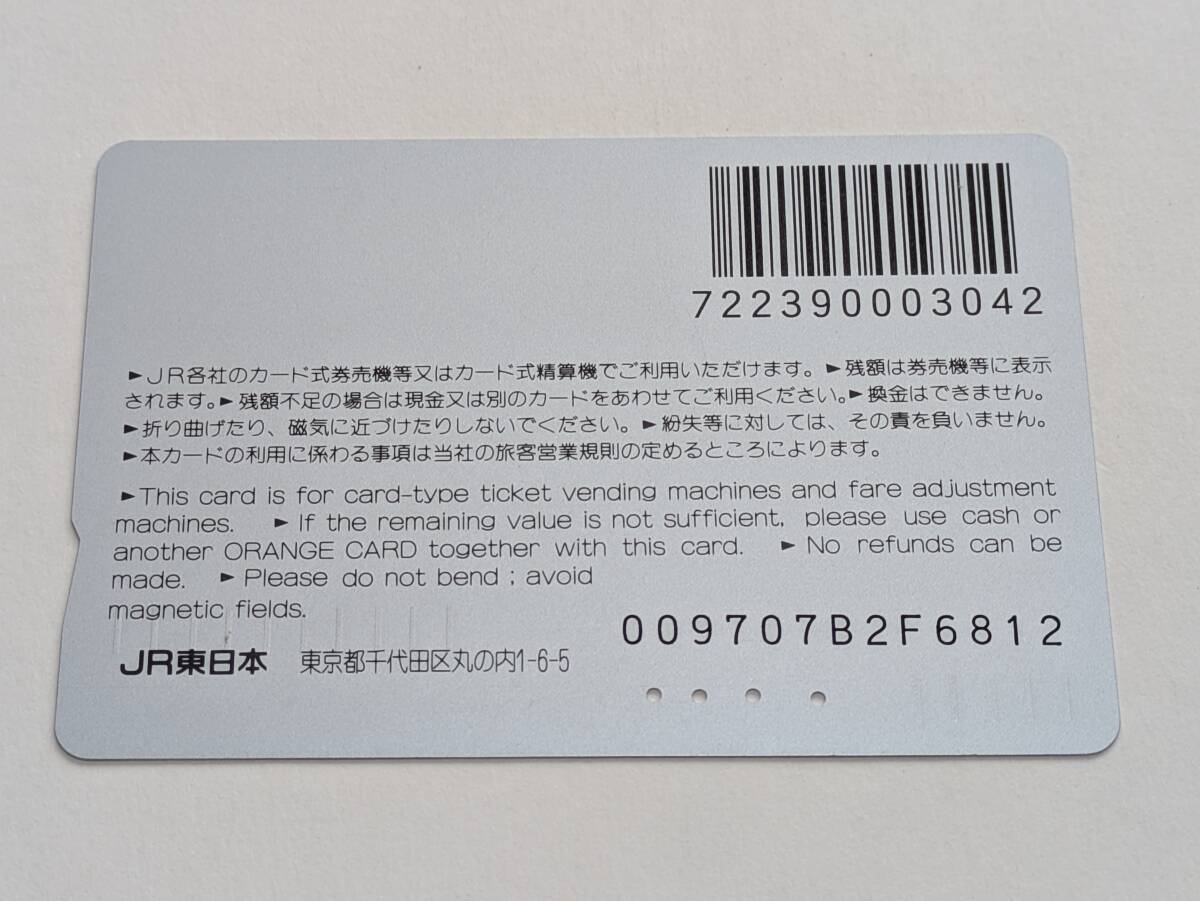 722390003042
►JR各社のカード式券売機等又はカード式精算機でご利用いただけます。►残額は券売機等に表示
されます。►残額不足の場合は現金又は別のカードをあわせてご利用ください。►換金はできません。
►折り曲げたり、磁気に近づけたりしないでください。►紛失等に対しては、その責を負いません。
►本カードの利用に係わる事項は当社の旅客営業規則の定めるところによります。
►This card is for card-type ticket vending machines and fare adjustment
machines. ►If the remaining value is not sufficient, please use cash or
another ORANGE CARD together with this card. ►No refunds can be
made. ►Please do not bend ; avoid
magnetic fields.
009707B2F6812
JR東日本 東京都千代田区丸の内1-6-5